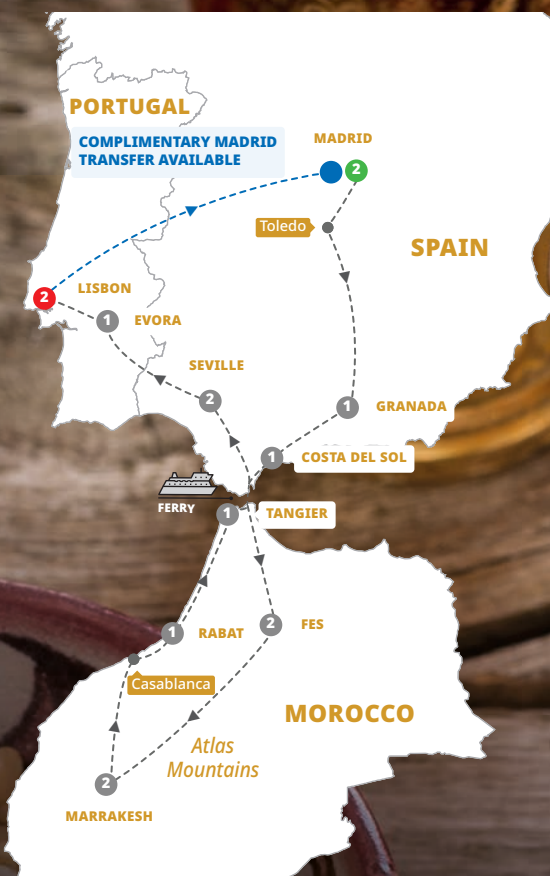 PORTUGAL
COMPLIMENTARY MADRID
TRANSFER AVAILABLE
MADRID
2
Toledo
SPAIN
2
LISBON
1
EVORA
SEVILLE
2
1
GRANADA
1
COSTA DEL SOL
FERRY
1
TANGIER
1
RABAT
2
FES
Casablanca
MOROCCO
Atlas
Mountains
2
MARRAKESH